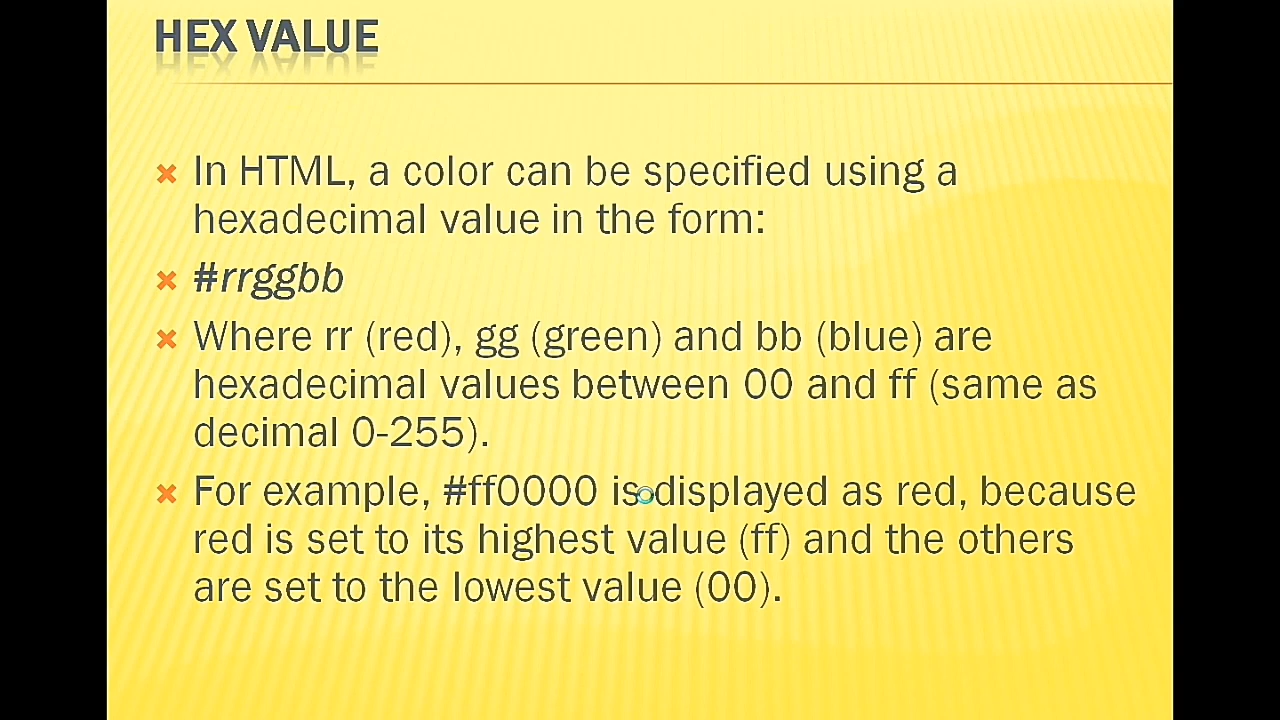 HEX VALUE
In HTML, a color can be specified using a
hexadecimal value in the form:
#rrggbb
Where rr (red), gg (green) and bb (blue) are
hexadecimal values between 00 and ff (same as
decimal 0-255).
For example, #ff0000 is displayed as red, because
red is set to its highest value (ff) and the others
are set to the lowest value (00).